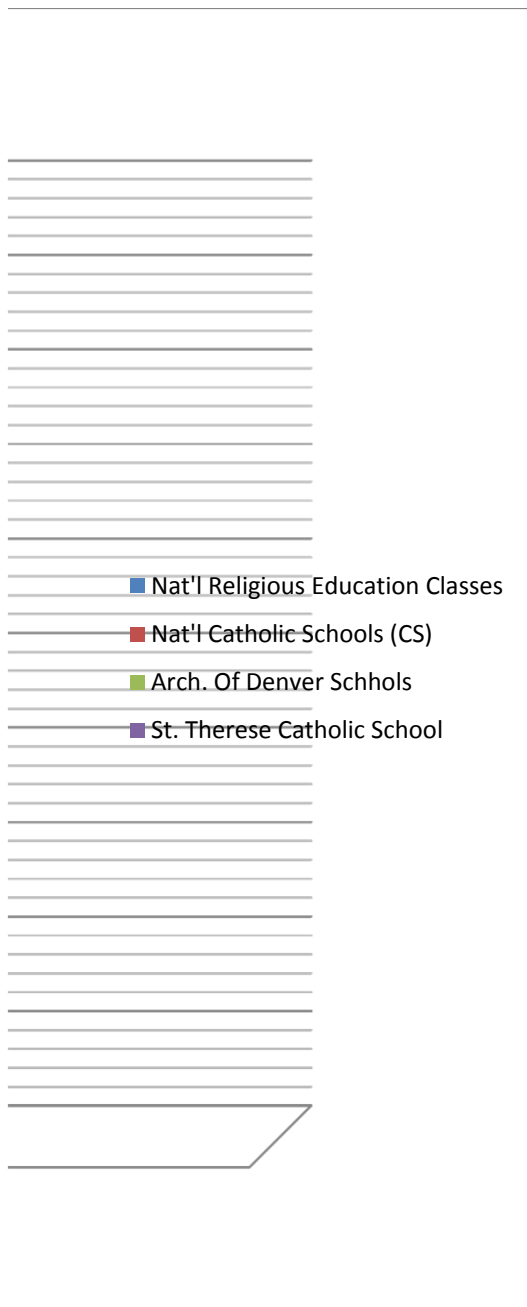 Nat'l Religious Education Classes
Nat'l Catholic Schools (CS)
Arch. Of Denver Schhols
St. Therese Catholic School